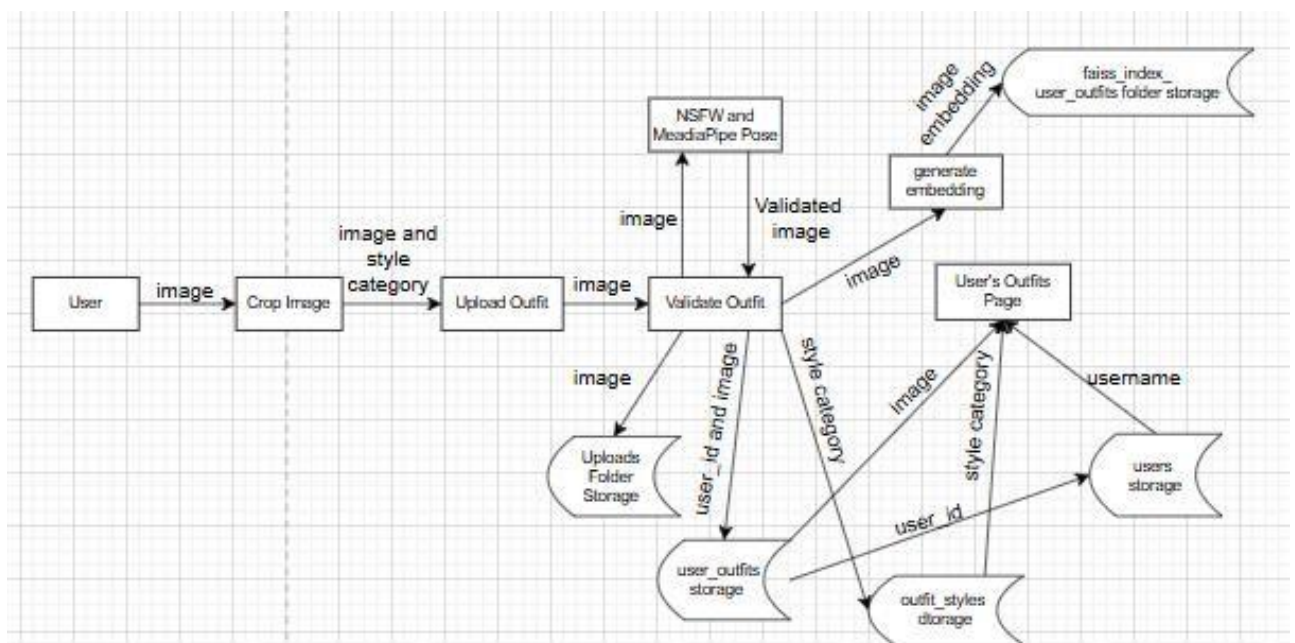 image
embedding
faiss_index_
user_outfits folder storage
NSFW and
MeadiaPipe Pose
generate
embedding
image
Validated
image
image and
style
category
image
User
image
Crop Image
Upload Outfit
image
Validate Outfit
User's Outfits
Page
image
user_id and image
style category
image
style category
username
Uploads
Folder
Storage
users
storage
user_id
user_outfits
storage
outfit_styles
dtorage